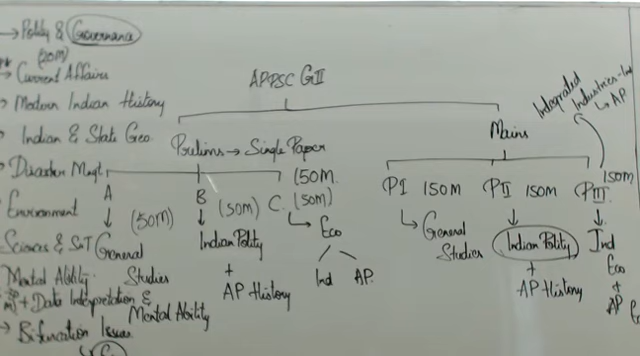 → Polity & Governance
(20M)
→ Current Affairs
→ Modern Indian History
→ Indian & State Geo
→ Disaster Mngt
Environment
Sciences & S&T
Mental Ability
+ Data Interpretation &
→ Bifurcation Issues
APPSC GII
Prelims → Single Paper
150M
A (50M)
General
Studies
Mental Ability
B (50M)
Indian Polity
+
AP History
C. (50M)
Eco
Ind AP
Mains
PI 150M
General
Studies
PII 150M
Indian Polity
+
AP History
PIII 150M
Ind
Eco
+
AP
Integrated
Industries - Ind
→ AP